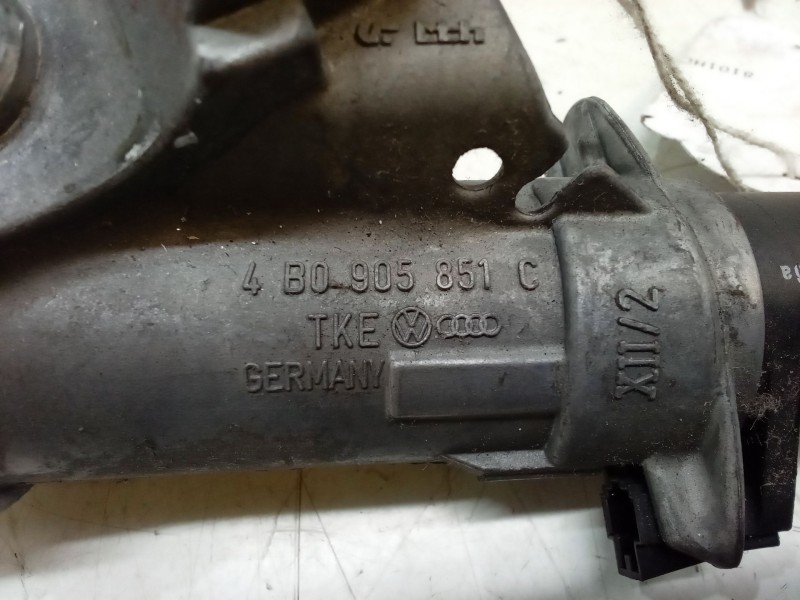 4 B0 905 851 C
TKE
GERMANY
XII/2